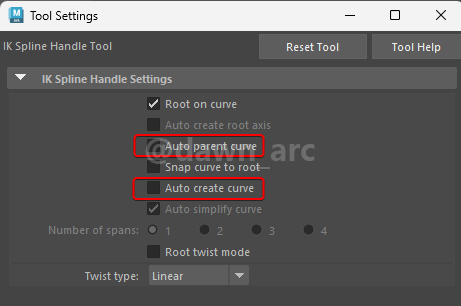 Tool Settings
IK Spline Handle Tool
Reset Tool
Tool Help
IK Spline Handle Settings
Root on curve
Auto create root axis
Auto parent curve
@dawn arc
Snap curve to root
Auto create curve
Auto simplify curve
Number of spans: 1 2 3 4
Root twist mode
Twist type: Linear